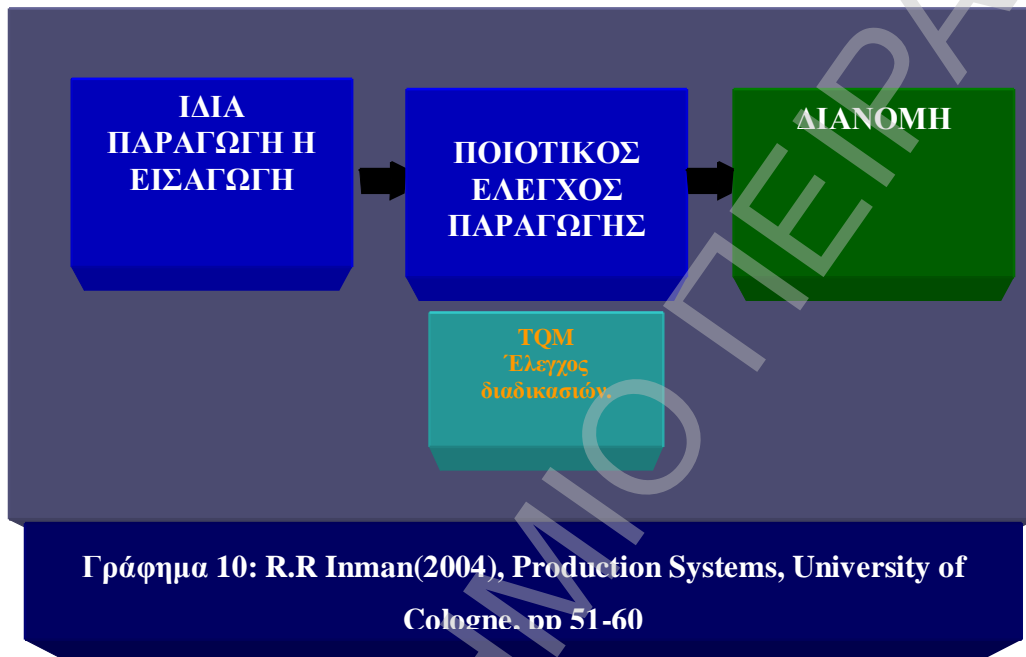 ΙΔΙΑ
ΠΑΡΑΓΩΓΗ Η
ΕΙΣΑΓΩΓΗ
ΠΟΙΟΤΙΚΟΣ
ΕΛΕΓΧΟΣ
ΠΑΡΑΓΩΓΗΣ
ΔΙΑΝΟΜΗ
TQM
Έλεγχος
διαδικασιών.
Γράφημα 10: R.R Inman(2004), Production Systems, University of
Cologne, pp 51-60